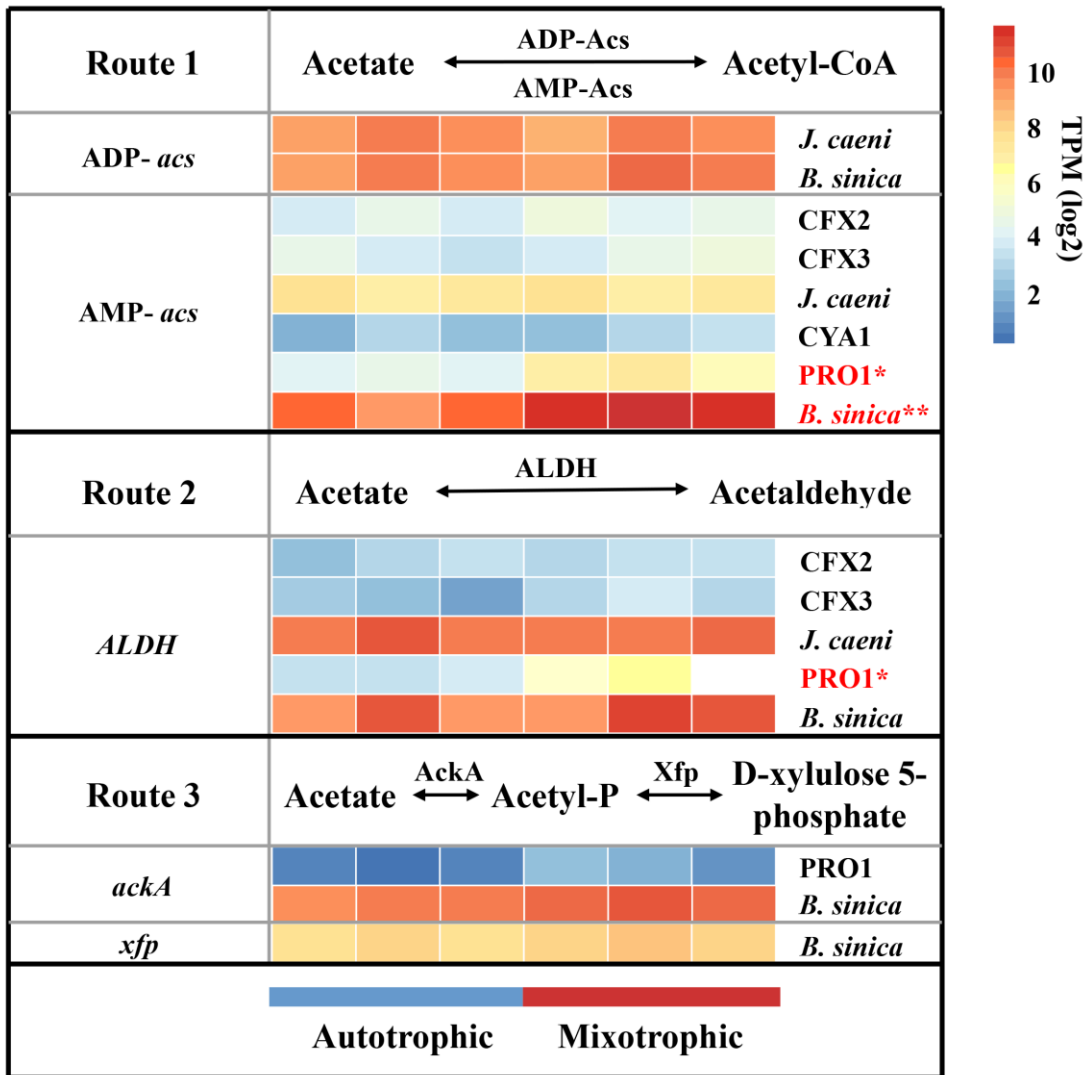 Route 1
Acetate
ADP-Acs
AMP-Acs
Acetyl-CoA
ADP- acs
J. caeni
B. sinica
AMP- acs
CFX2
CFX3
J. caeni
CYA1
PRO1*
B. sinica**
Route 2
Acetate
ALDH
Acetaldehyde
ALDH
CFX2
CFX3
J. caeni
PRO1*
B. sinica
Route 3
Acetate
AckA
Acetyl-P
Xfp
D-xylulose 5-
phosphate
ackA
PRO1
B. sinica
xfp
B. sinica
Autotrophic
Mixotrophic
10
8
6
4
2
TPM (log2)